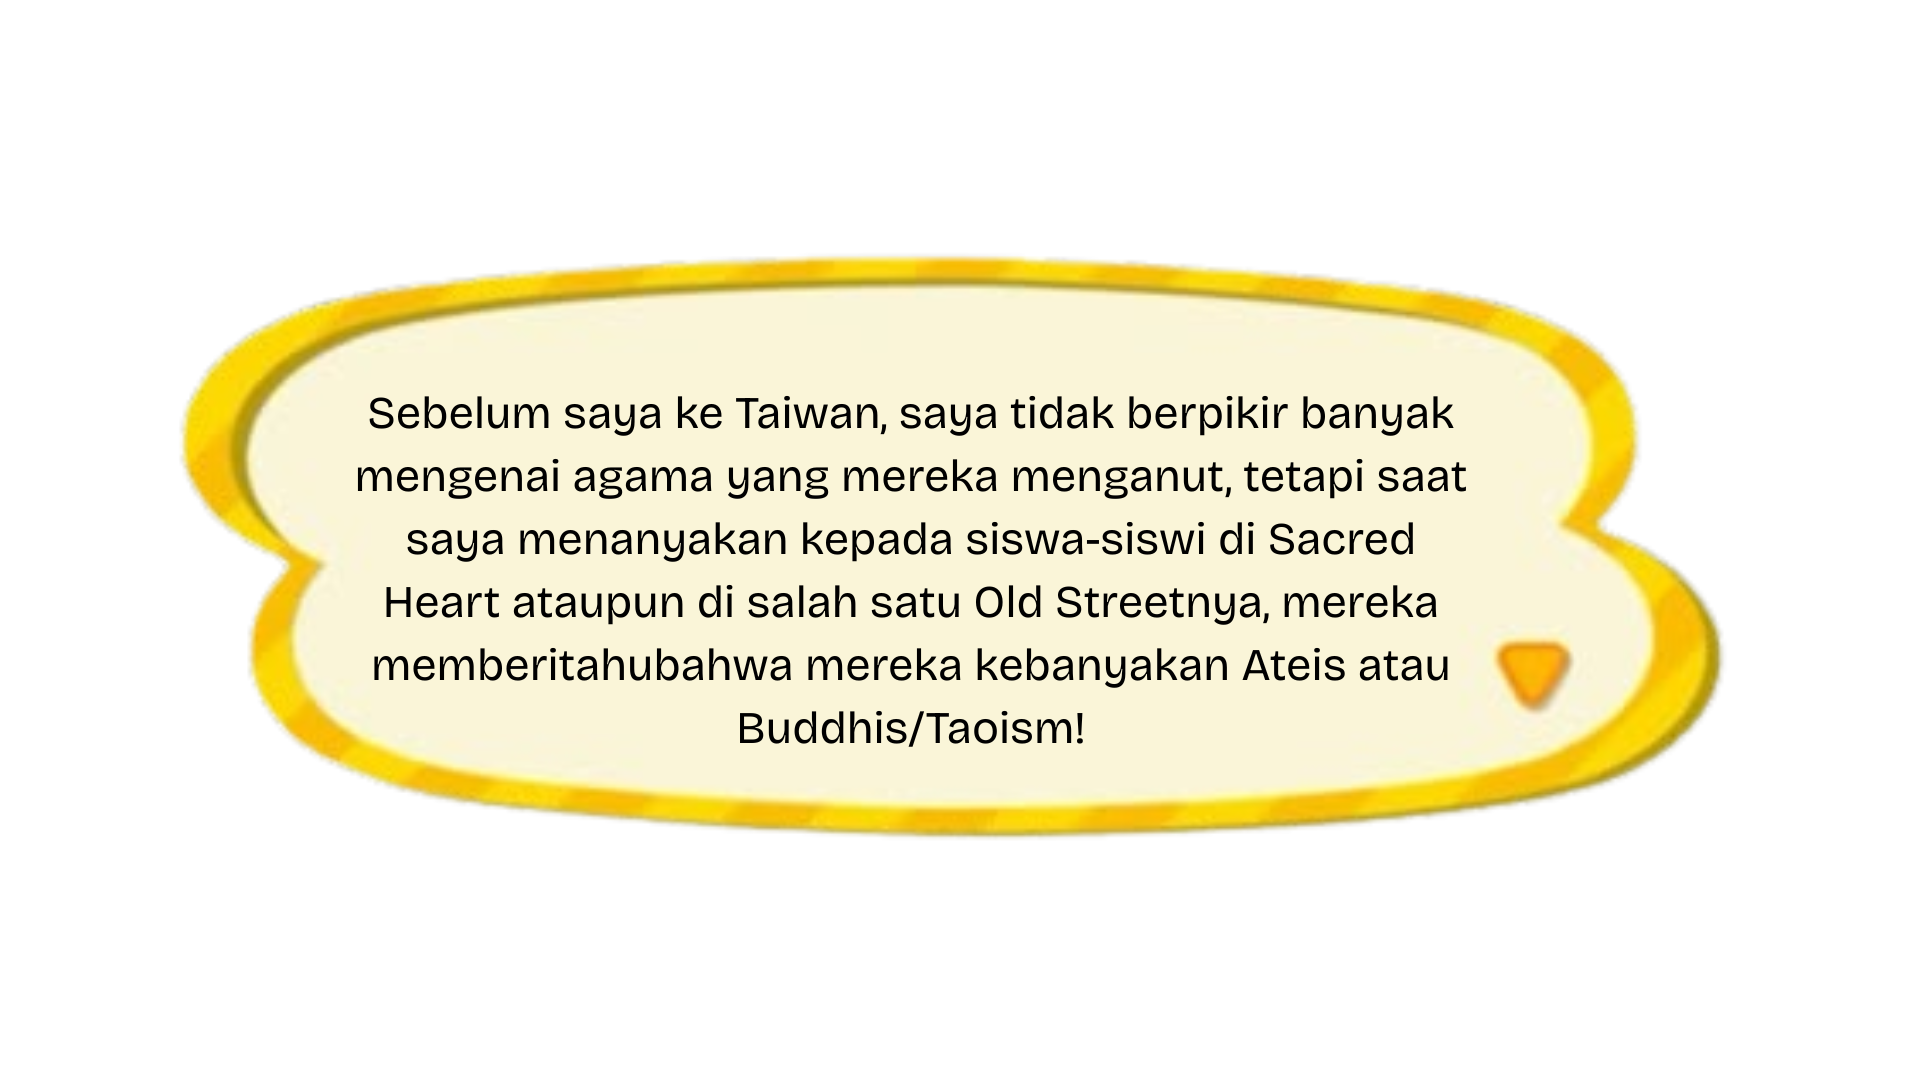 Sebelum saya ke Taiwan, saya tidak berpikir banyak
mengenai agama yang mereka menganut, tetapi saat
saya menanyakan kepada siswa-siswi di Sacred
Heart ataupun di salah satu Old Streetnya, mereka
memberitahubahwa mereka kebanyakan Ateis atau
Buddhis/Taoism!